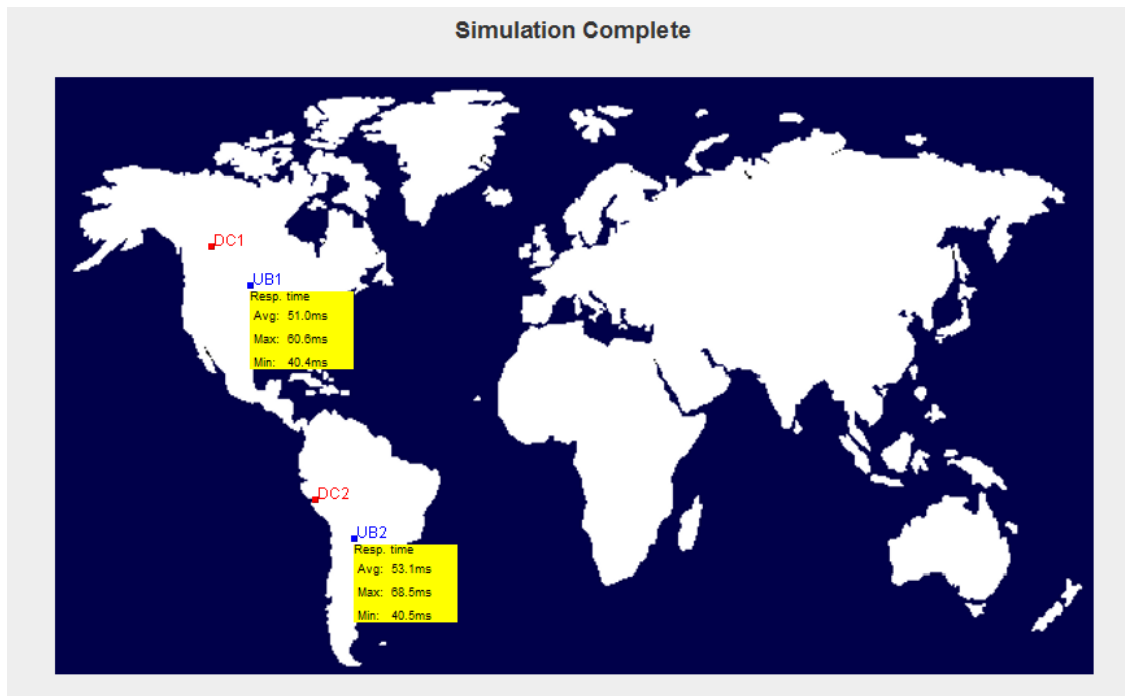 Simulation Complete
DC1
UB1
Resp. time
Avg: 51.0ms
Max: 60.6ms
Min: 40.4ms
DC2
UB2
Resp. time
Avg: 53.1ms
Max: 68.5ms
Min: 40.5ms